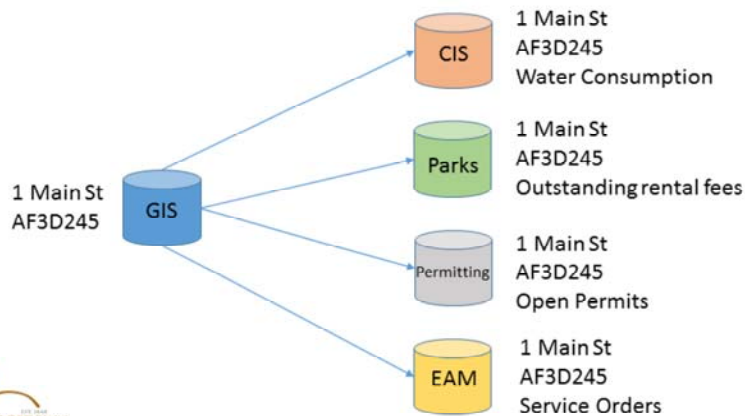 1 Main St
AF3D245
GIS
CIS
1 Main St
AF3D245
Water Consumption
Parks
1 Main St
AF3D245
Outstanding rental fees
Permitting
1 Main St
AF3D245
Open Permits
EAM
1 Main St
AF3D245
Service Orders